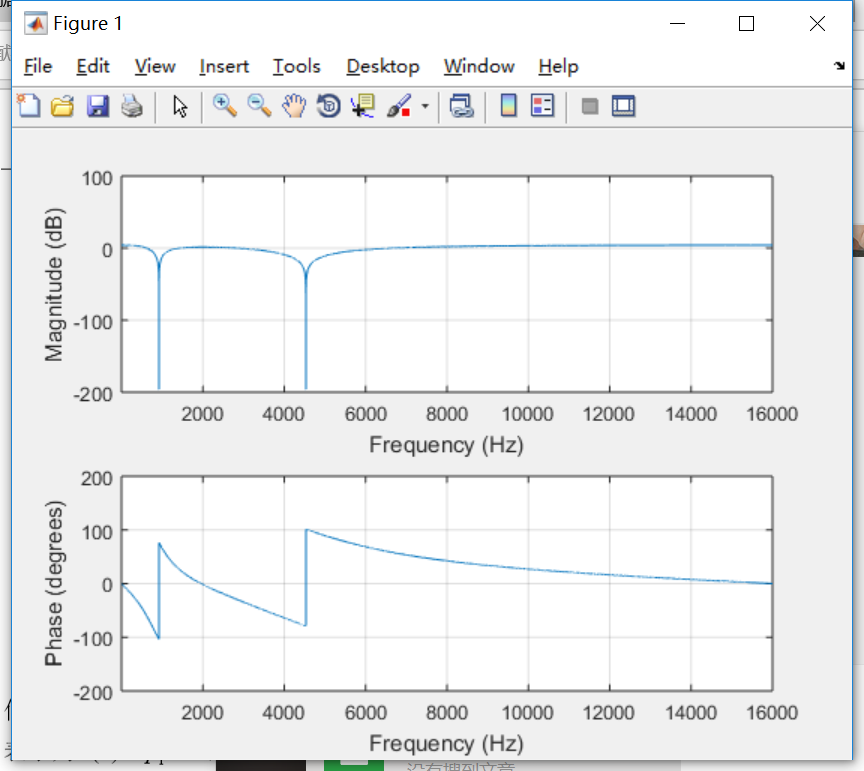 Figure 1
File Edit View Insert Tools Desktop Window Help
100
0
-100
-200
Magnitude (dB)
2000 4000 6000 8000 10000 12000 14000 16000
Frequency (Hz)
200
100
0
-100
-200
Phase (degrees)
2000 4000 6000 8000 10000 12000 14000 16000
Frequency (Hz)